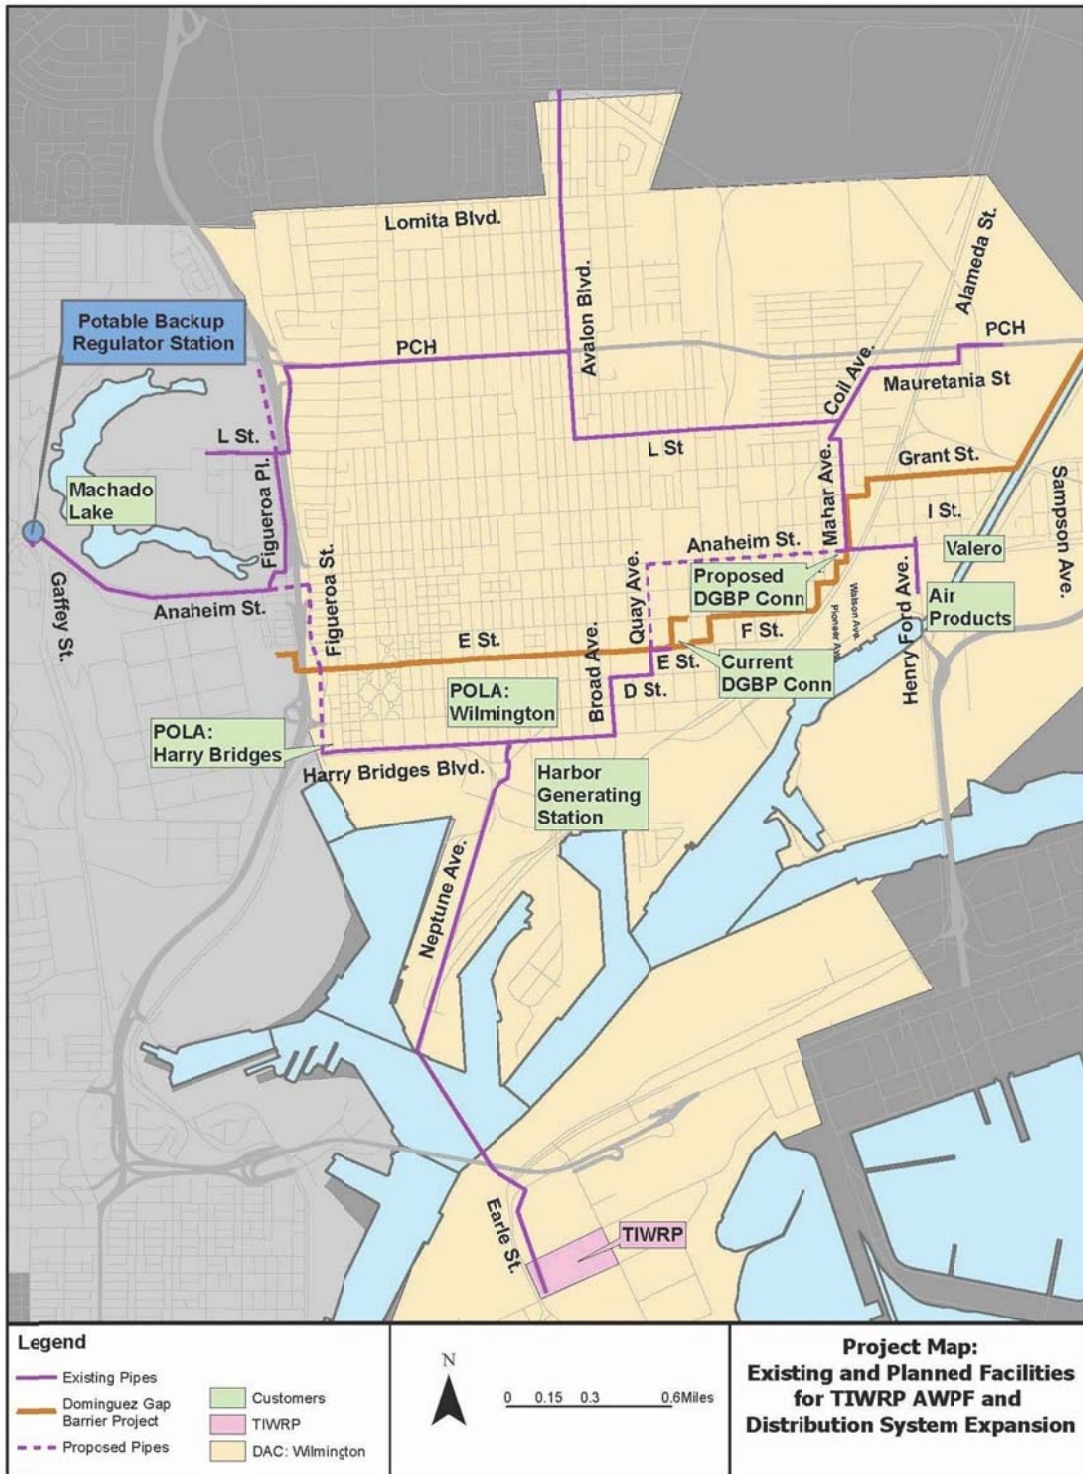 Lomita Blvd.
Alameda St.
Avalon Blvd.
Potable Backup
Regulator Station
PCH
PCH
Coil Ave.
Mauretania St
L St.
L St
Grant St.
Machado
Lake
Figueroa Pl.
Mahar Ave.
I St.
Sampson Ave.
Anaheim St.
Valero
Gaffey St.
Anaheim St.
Figueroa St.
Quay Ave.
Proposed
DGBP Conn
Watson Ave.
Pioneer Ave
Henry Ford Ave.
Air
Products
E St.
F St.
Broad Ave.
E St.
Current
DGBP Conn
D St.
POLA:
Wilmington
POLA:
Harry Bridges
Harry Bridges Blvd.
Harbor
Generating
Station
Neptune Ave.
Earle St.
TIWRP
Legend
Existing Pipes
Dominguez Gap
Barrier Project
Proposed Pipes
Customers
TIWRP
DAC: Wilmington
N
0 0.15 0.3 0.6Miles
Project Map:
Existing and Planned Facilities
for TIWRP AWPF and
Distribution System Expansion